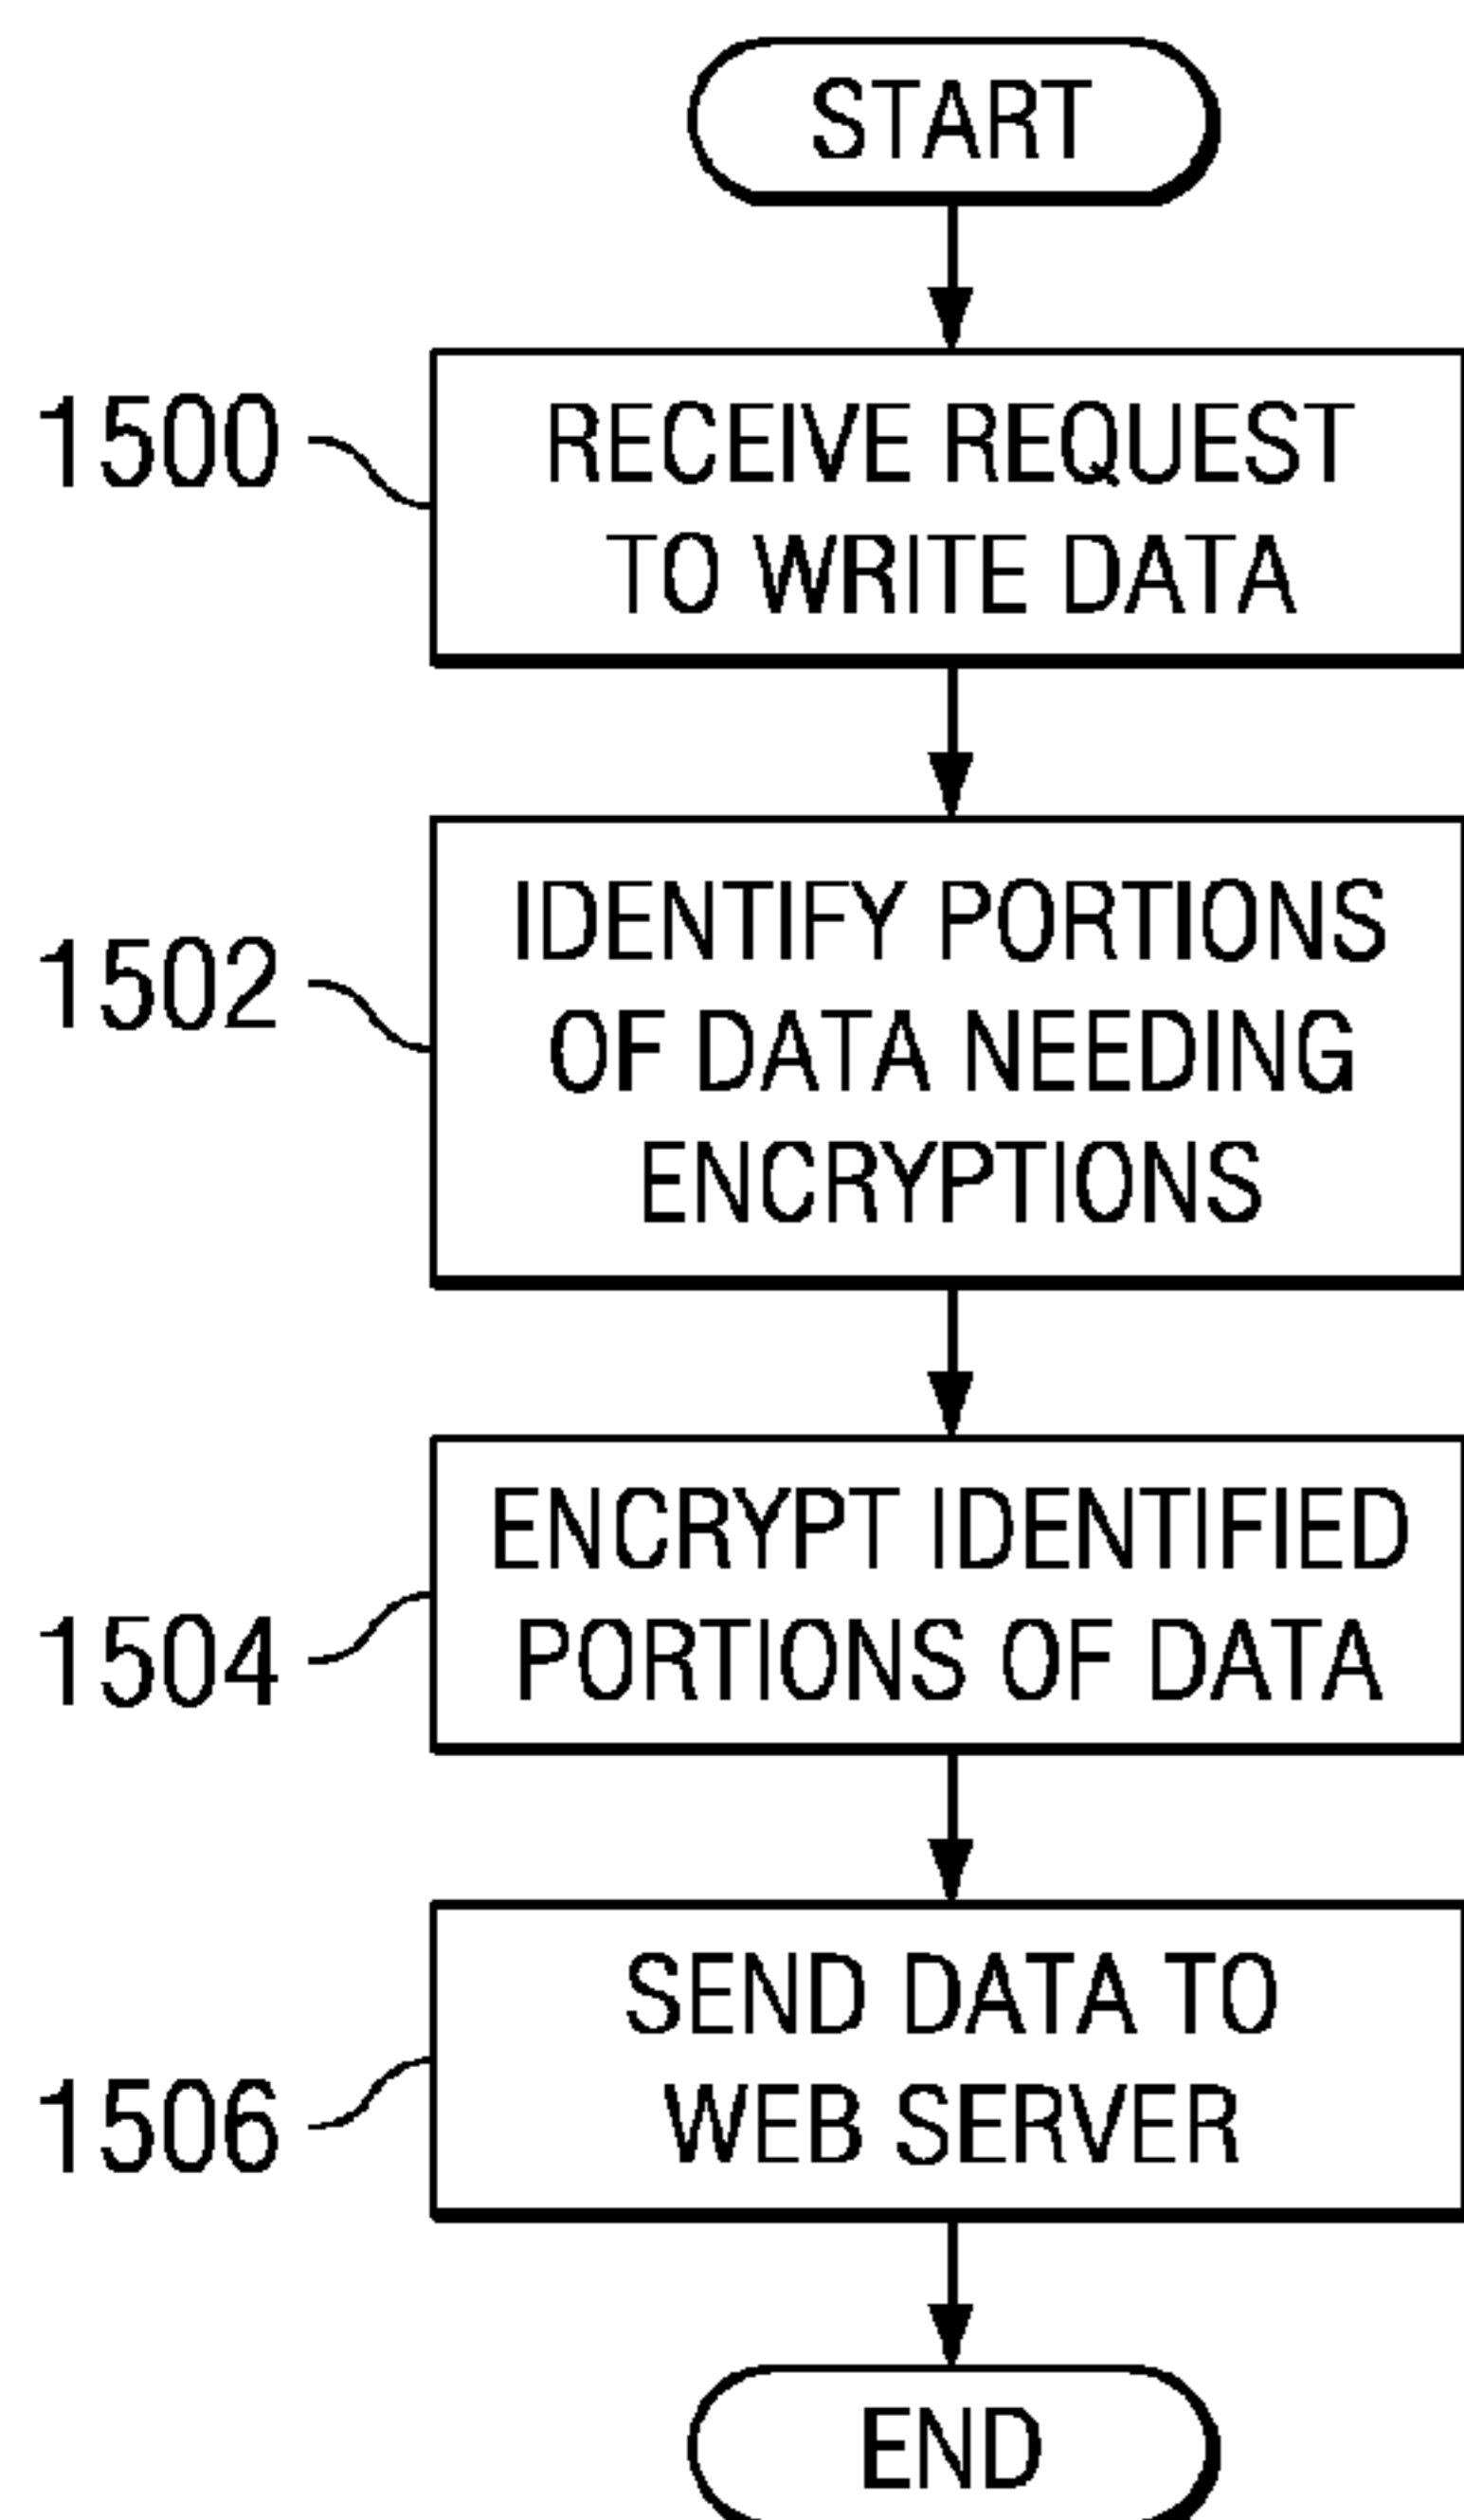 START
1500
RECEIVE REQUEST
TO WRITE DATA
1502
IDENTIFY PORTIONS
OF DATA NEEDING
ENCRYPTIONS
1504
ENCRYPT IDENTIFIED
PORTIONS OF DATA
1506
SEND DATA TO
WEB SERVER
END